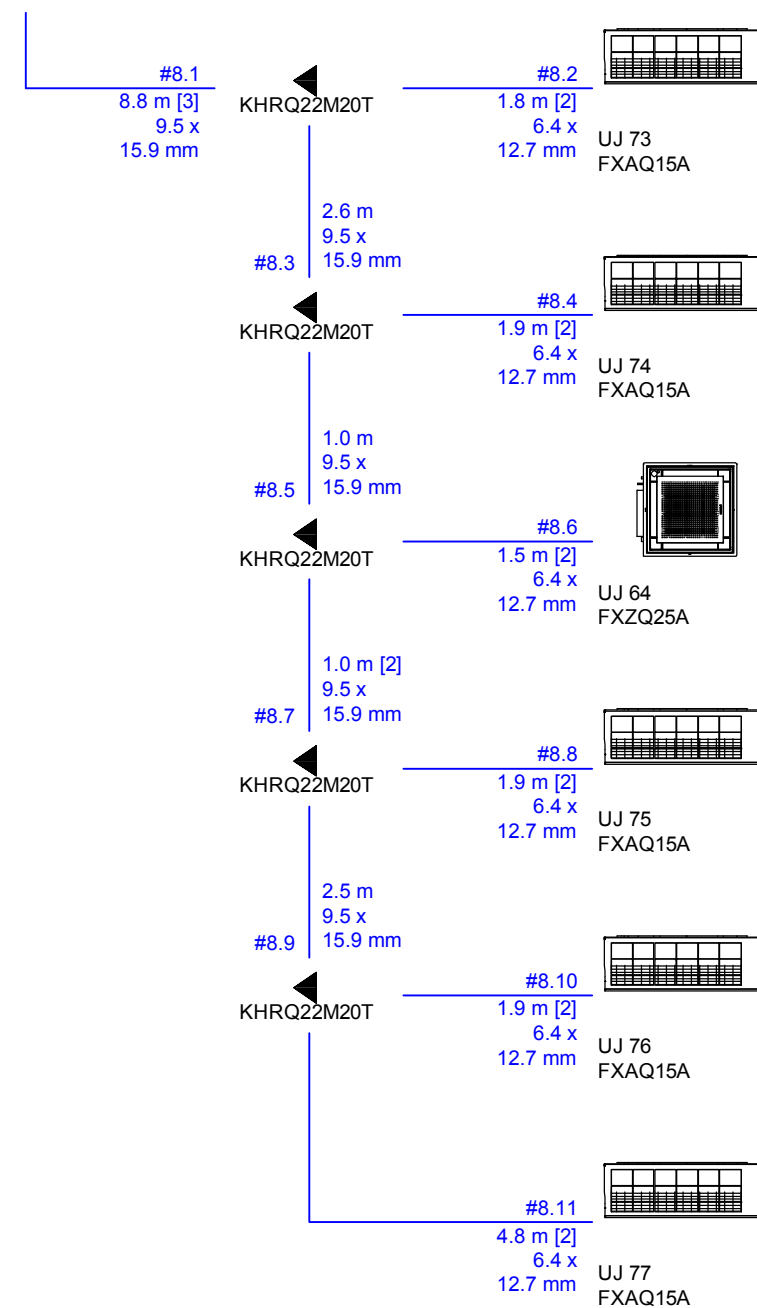 #8.1
8.8 m [3]
9.5 x
15.9 mm
KHRQ22M20T
#8.2
1.8 m [2]
6.4 x
12.7 mm
UJ 73
FXAQ15A
2.6 m
9.5 x
#8.3 15.9 mm
KHRQ22M20T
#8.4
1.9 m [2]
6.4 x
12.7 mm
UJ 74
FXAQ15A
1.0 m
9.5 x
#8.5 15.9 mm
KHRQ22M20T
#8.6
1.5 m [2]
6.4 x
12.7 mm
UJ 64
FXZQ25A
1.0 m [2]
9.5 x
#8.7 15.9 mm
KHRQ22M20T
#8.8
1.9 m [2]
6.4 x
12.7 mm
UJ 75
FXAQ15A
2.5 m
9.5 x
#8.9 15.9 mm
KHRQ22M20T
#8.10
1.9 m [2]
6.4 x
12.7 mm
UJ 76
FXAQ15A
#8.11
4.8 m [2]
6.4 x
12.7 mm
UJ 77
FXAQ15A